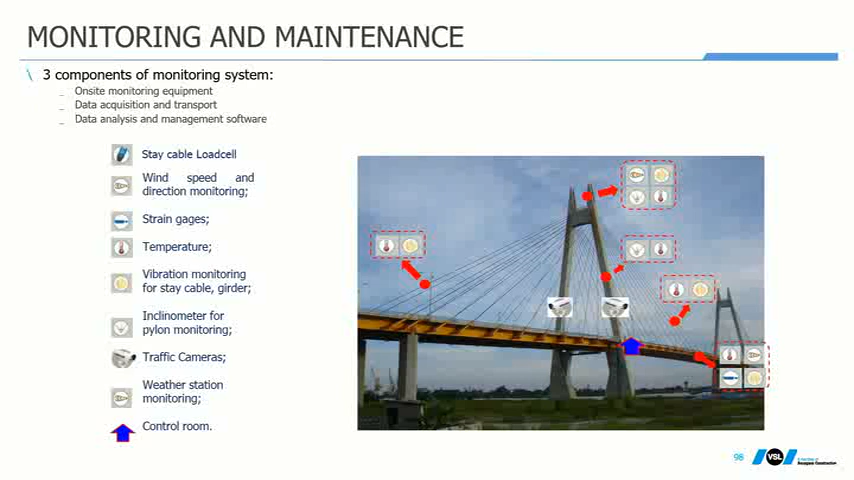 MONITORING AND MAINTENANCE
\ 3 components of monitoring system:
_ Onsite monitoring equipment
_ Data acquisition and transport
_ Data analysis and management software
Stay cable Loadcell
Wind speed and
direction monitoring;
Strain gages;
Temperature;
Vibration monitoring
for stay cable, girder;
Inclinometer for
pylon monitoring;
Traffic Cameras;
Weather station
monitoring;
Control room.
98
VSL